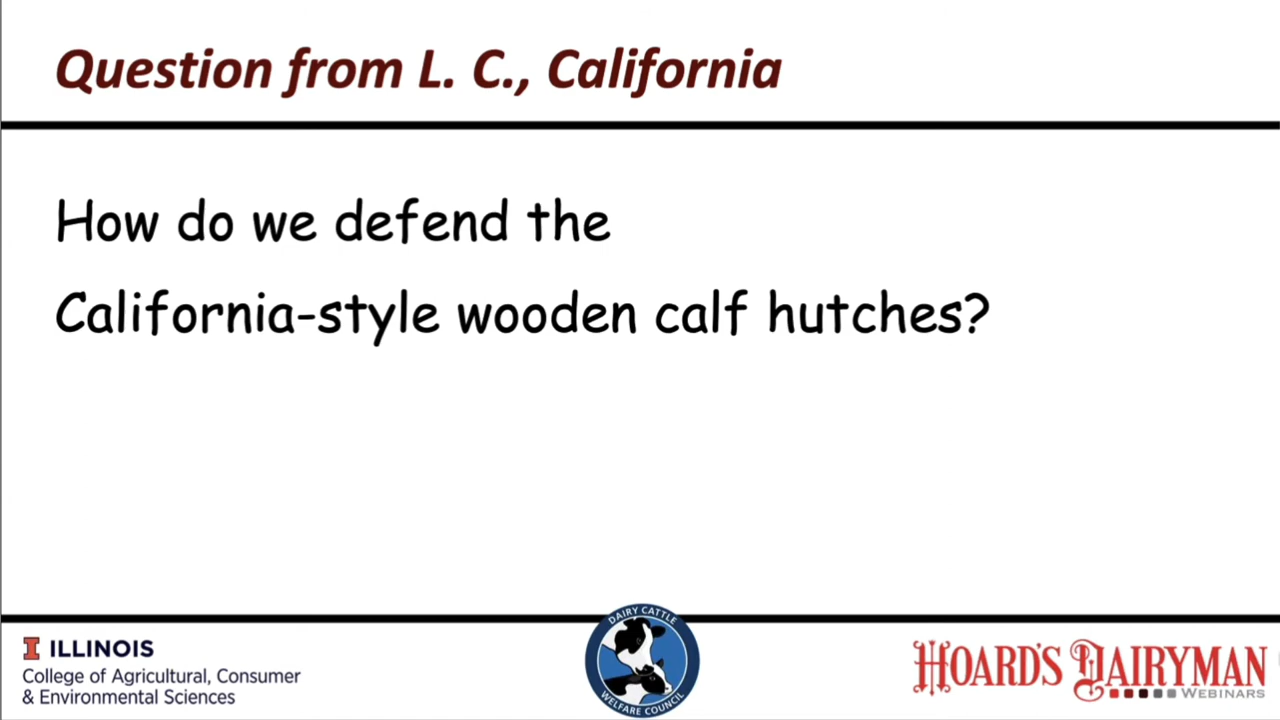 Question from L. C., California
How do we defend the
California-style wooden calf hutches?
I ILLINOIS
College of Agricultural, Consumer
& Environmental Sciences
DAIRY CATTLE
WELFARE COUNCIL
HOARD'S DAIRYMAN
WEBINARS